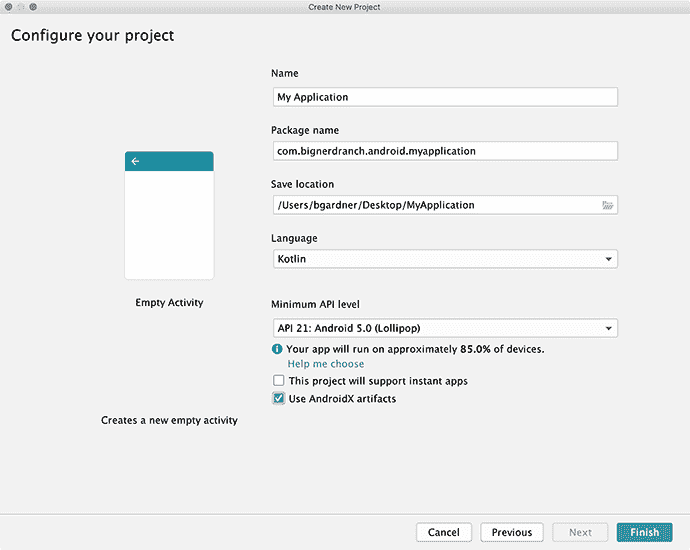 Create New Project
Configure your project
Name
My Application
Package name
com.bignerdranch.android.myapplication
Save location
/Users/bgardner/Desktop/MyApplication
Language
Kotlin
Empty Activity
Minimum API level
API 21: Android 5.0 (Lollipop)
Your app will run on approximately 85.0% of devices.
Help me choose
This project will support instant apps
Use AndroidX artifacts
Creates a new empty activity
Cancel
Previous
Next
Finish